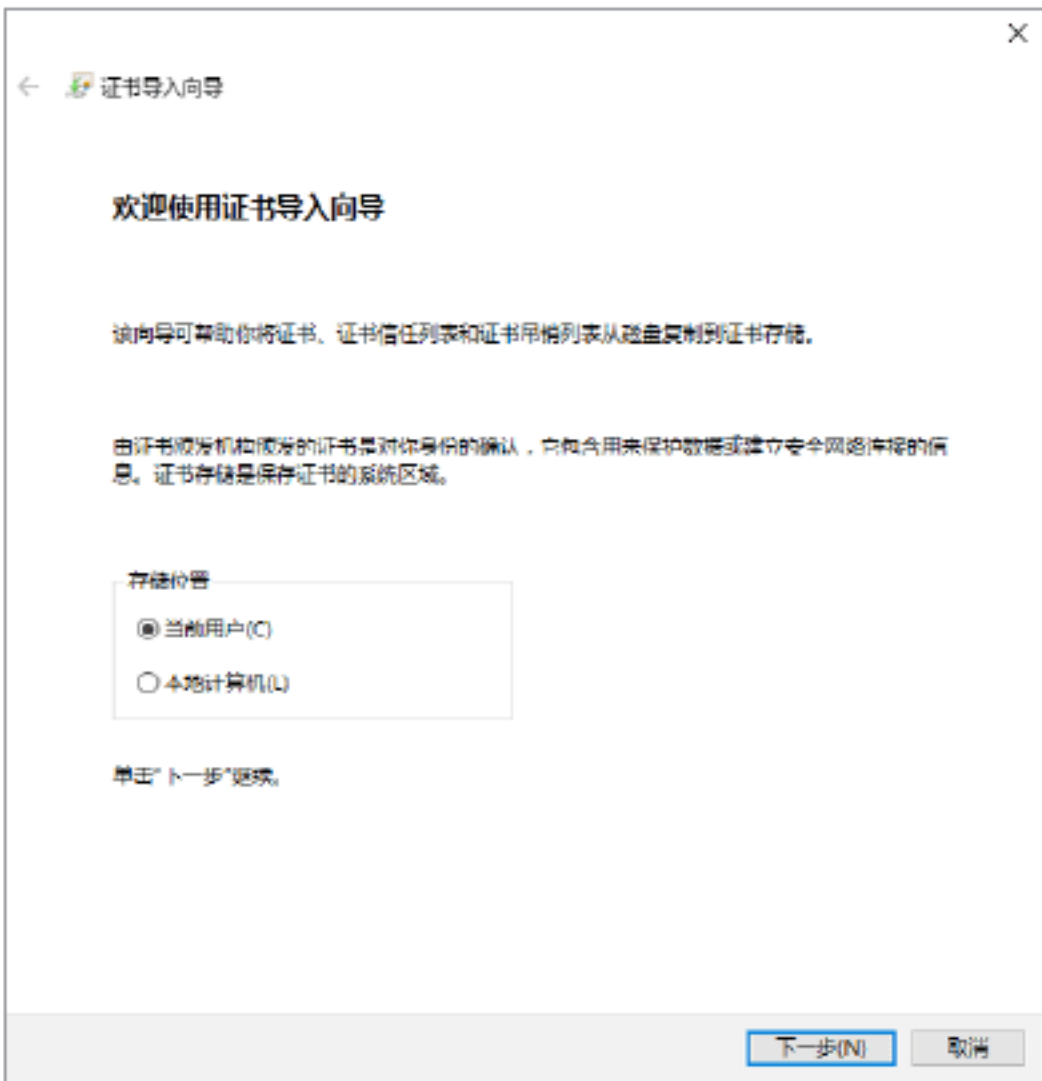 证书导入向导
欢迎使用证书导入向导
该向导可帮助你将证书、证书信任列表和证书吊销列表从磁盘复制到证书存储。
由证书颁发机构颁发的证书是对你身份的确认，它包含用来保护数据或建立安全网络连接的信
息。证书存储是保存证书的系统区域。
存储位置
当前用户(C)
本地计算机(L)
单击"下一步"继续。
下一步(N)
取消